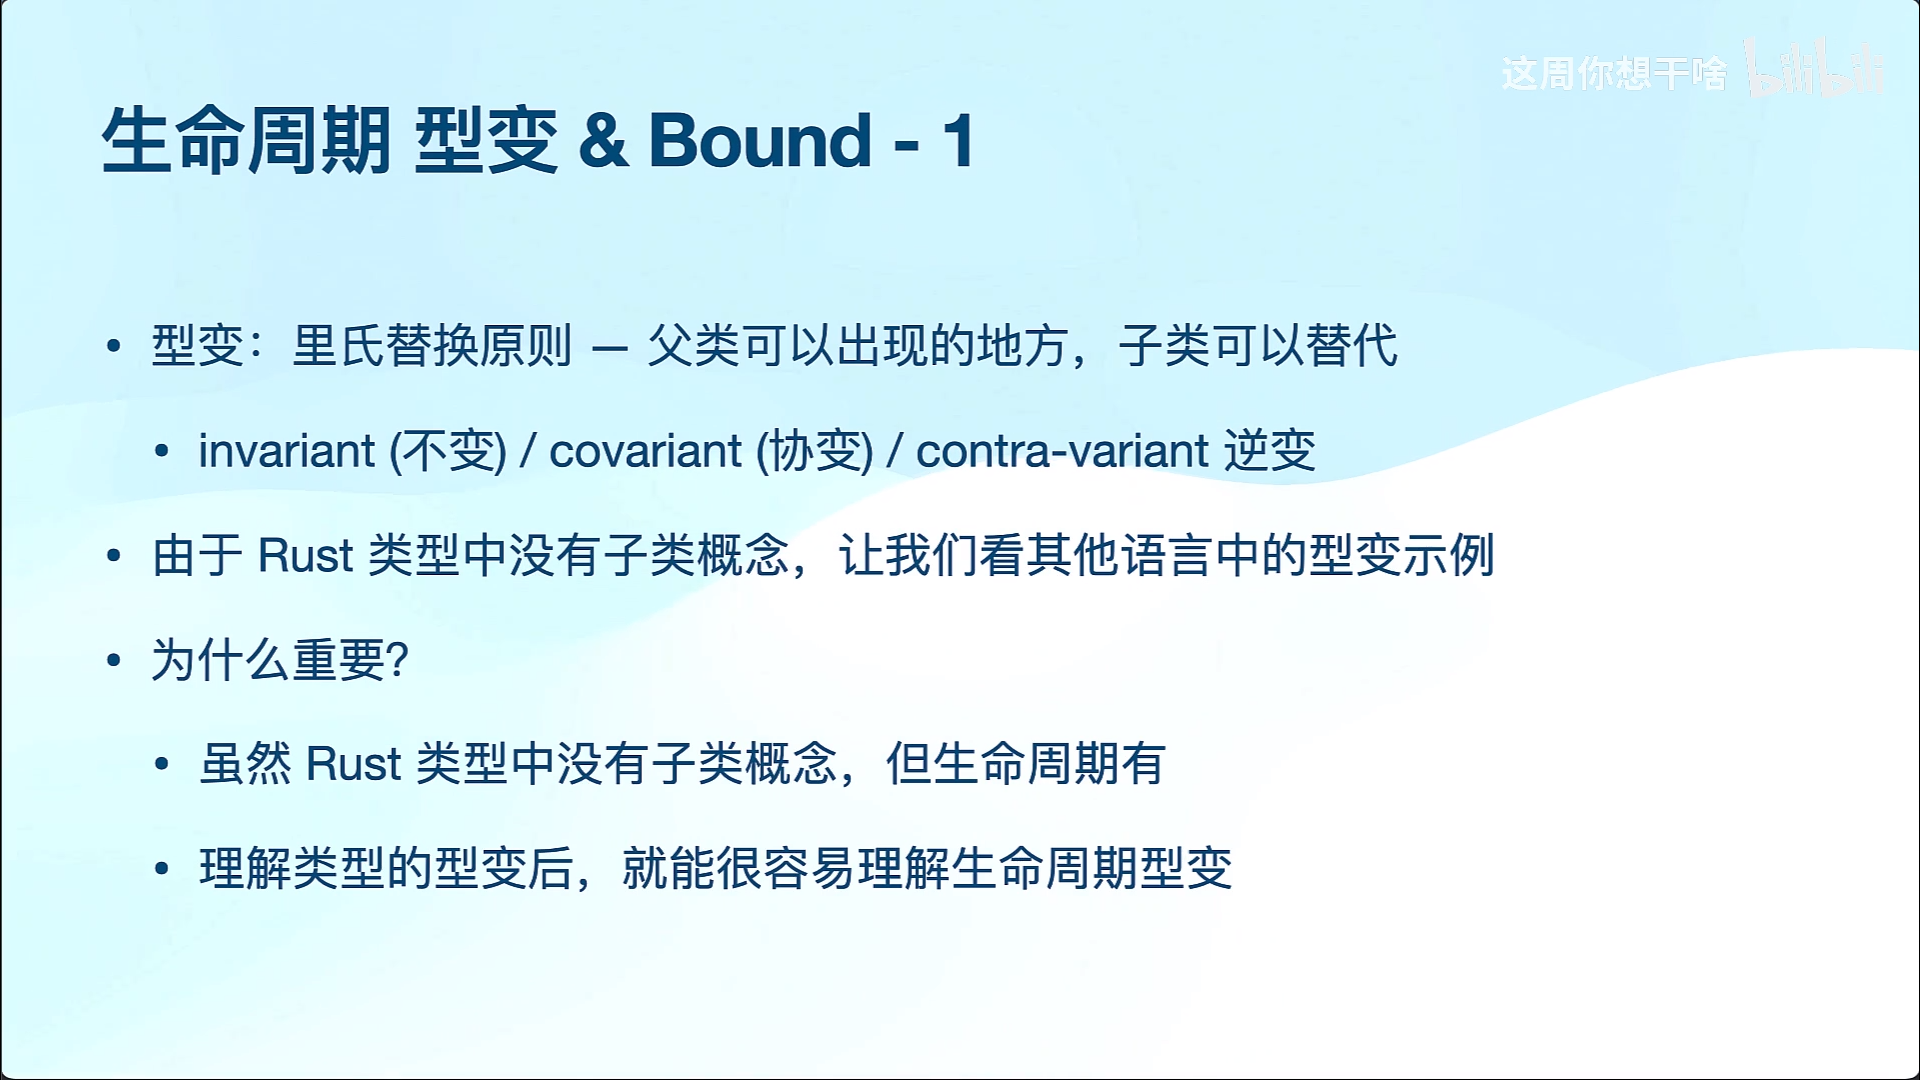 这周你想干啥 bilibili
生命周期 型变 & Bound - 1
• 型变：里氏替换原则 — 父类可以出现的地方，子类可以替代
• invariant (不变) / covariant (协变) / contra-variant 逆变
• 由于 Rust 类型中没有子类概念，让我们看其他语言中的型变示例
• 为什么重要？
• 虽然 Rust 类型中没有子类概念，但生命周期有
• 理解类型的型变后，就能很容易理解生命周期型变